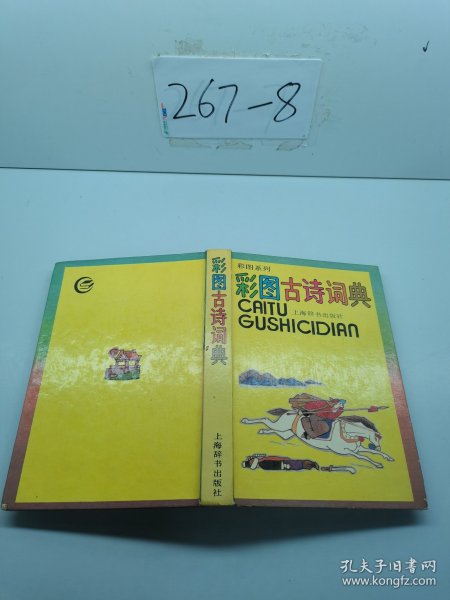 267-8
彩图系列
彩图古诗词典
CAITU
上海辞书出版社
GUSHICIDIAN
彩图古诗词典
上海辞书出版社
孔夫子旧书网
www.kongfz.com